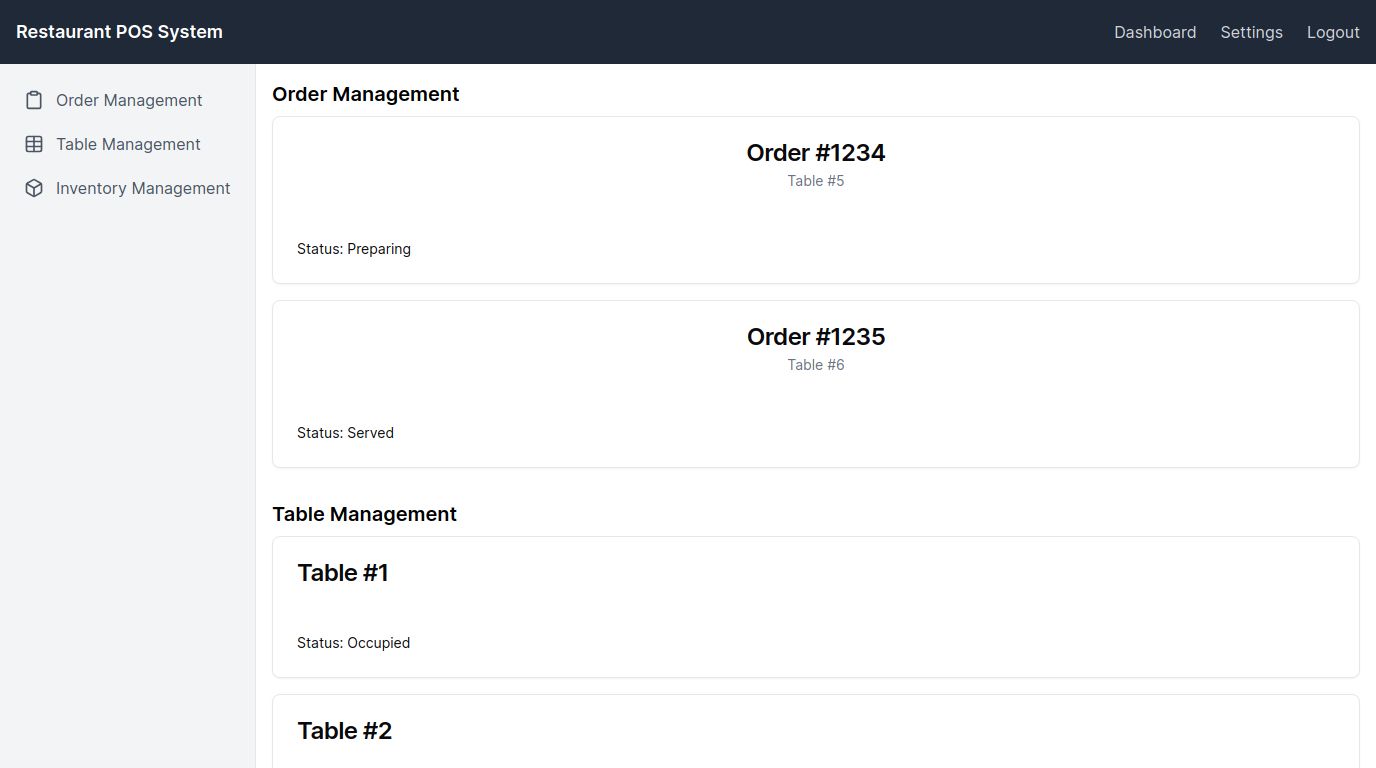 Restaurant POS System
Dashboard Settings Logout
Order Management
Table Management
Inventory Management
Order Management
Order #1234
Table #5
Status: Preparing
Order #1235
Table #6
Status: Served
Table Management
Table #1
Status: Occupied
Table #2